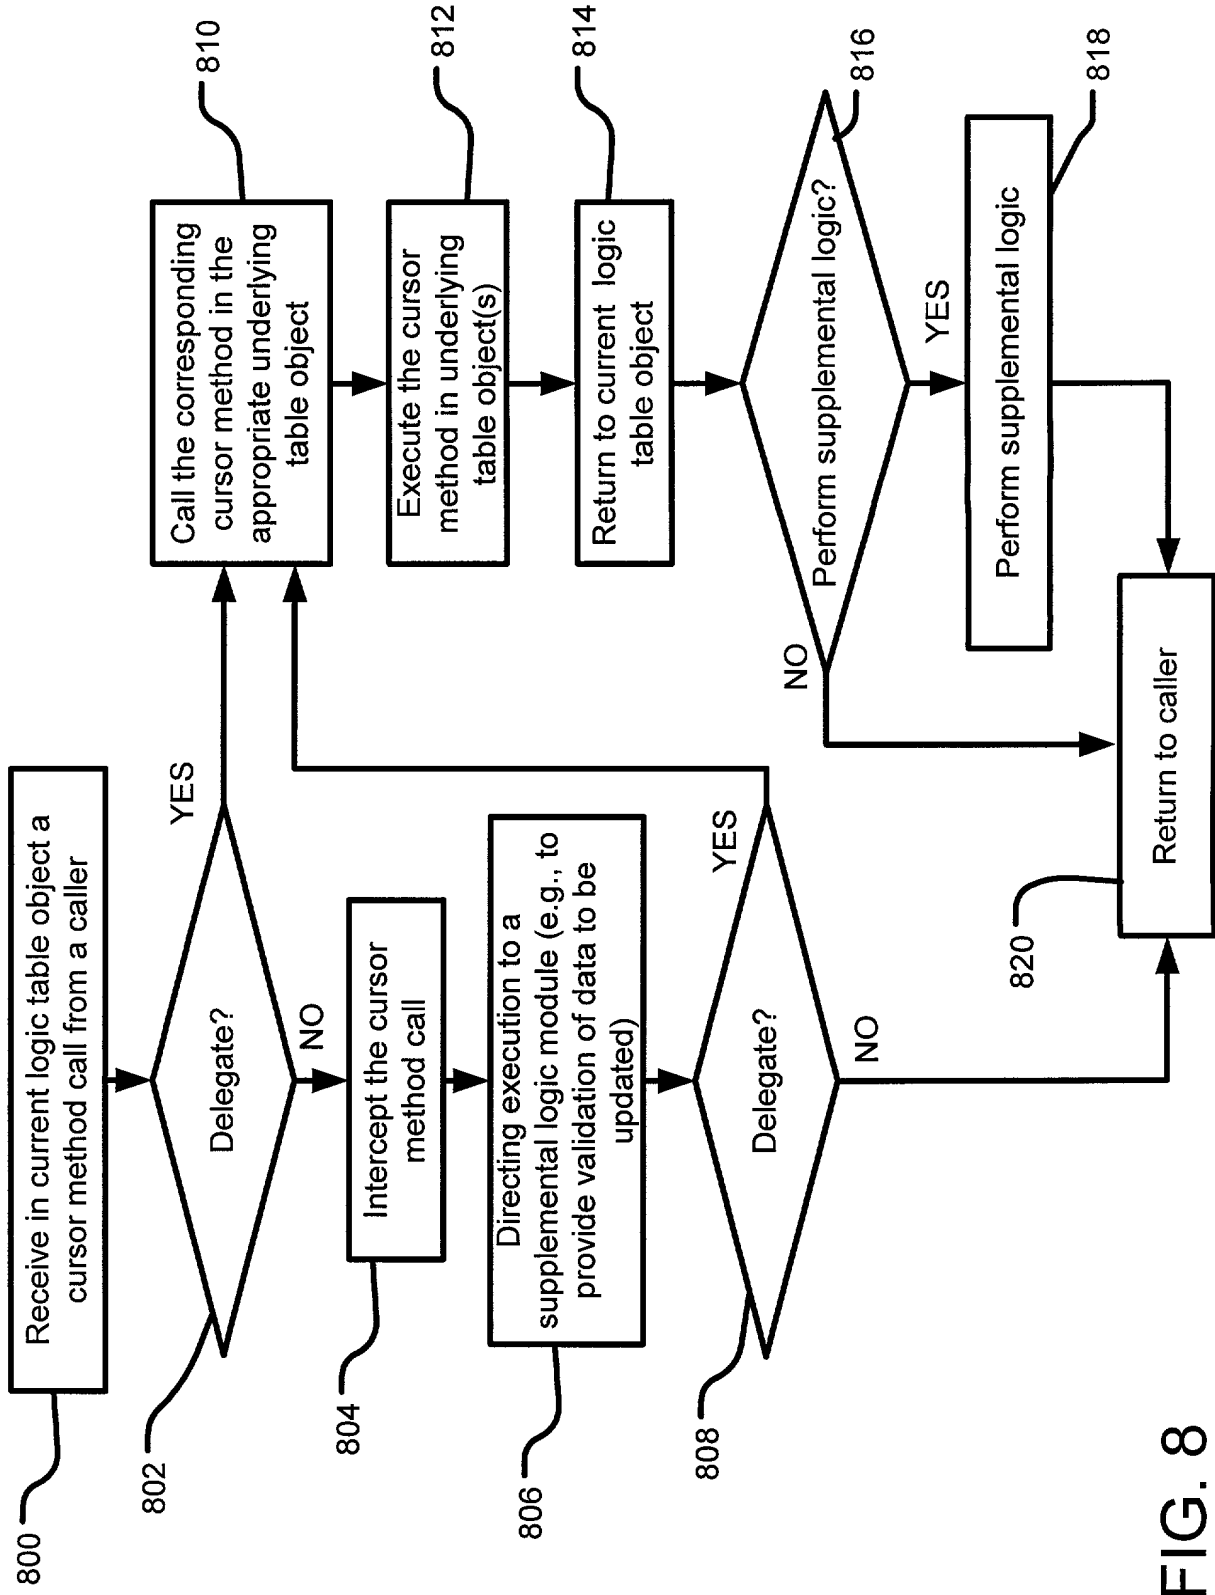 800
Receive in current logic table object a
cursor method call from a caller
802
Delegate?
YES
NO
804
Intercept the cursor
method call
806
Directing execution to a
supplemental logic module (e.g., to
provide validation of data to be
updated)
808
Delegate?
YES
NO
810
Call the corresponding
cursor method in the
appropriate underlying
table object
812
Execute the cursor
method in underlying
table object(s)
814
Return to current logic
table object
816
Perform supplemental logic?
NO
YES
818
Perform supplemental logic
820
Return to caller
FIG. 8